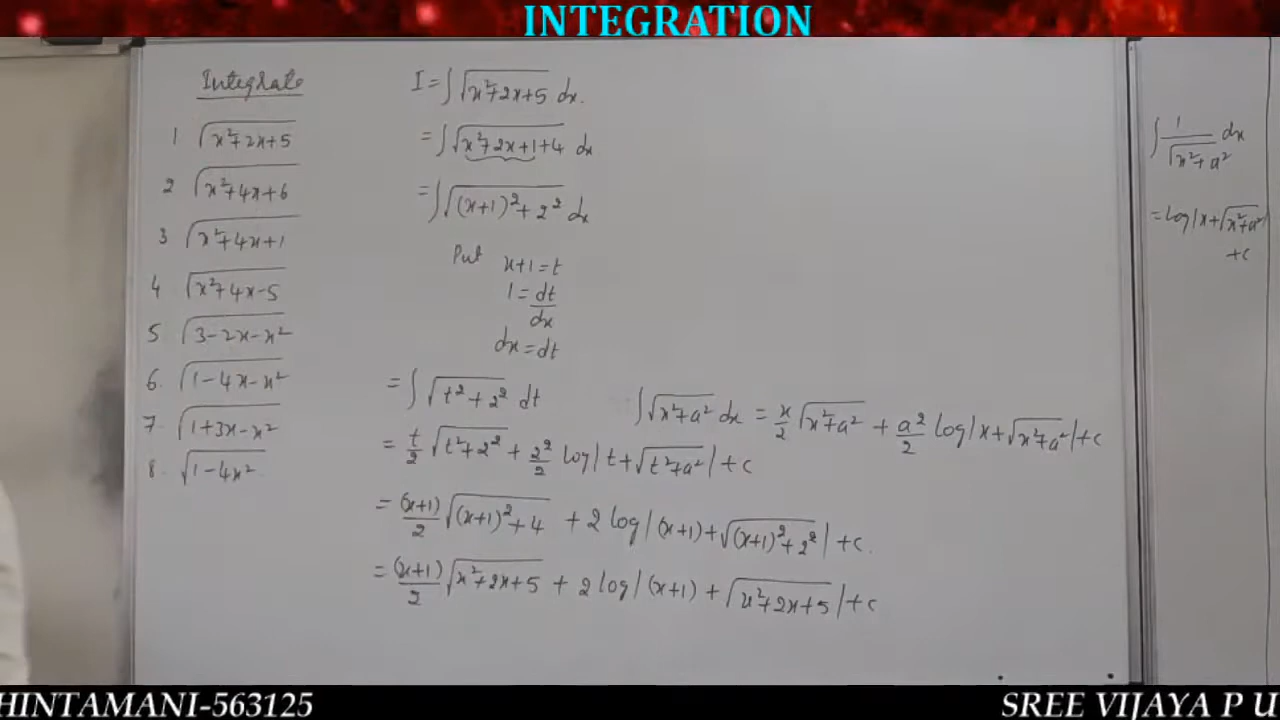 INTEGRATION
Integrate
1 √(x²+2x+5)
2 √(x²+4x+6)
3 √(x²+4x+1)
4 √(x²+4x-5)
5 √(3-2x-x²)
6. √(1-4x-x²)
7. √(1+3x-x²)
8. √(1-4x²)
I = ∫√(x²+2x+5) dx.
= ∫√(x²+2x+1+4) dx
= ∫√((x+1)²+2²) dx
Put x+1=t
1 = dt/dx
dx = dt
= ∫√(t²+2²) dt
∫√(x²+a²) dx = x/2 √(x²+a²) + a²/2 log|x+√(x²+a²)|+c
= t/2 √(t²+2²) + 2²/2 log|t+√(t²+a²)|+c
= (x+1)/2 √((x+1)²+4) + 2 log|(x+1)+√((x+1)²+2²)|+c.
= (x+1)/2 √(x²+2x+5) + 2 log|(x+1)+√(x²+2x+5)|+c
∫ 1/√(x²+a²) dx
= log|x+√(x²+a²)|
+c
HINTAMANI-563125
SREE VIJAYA P U